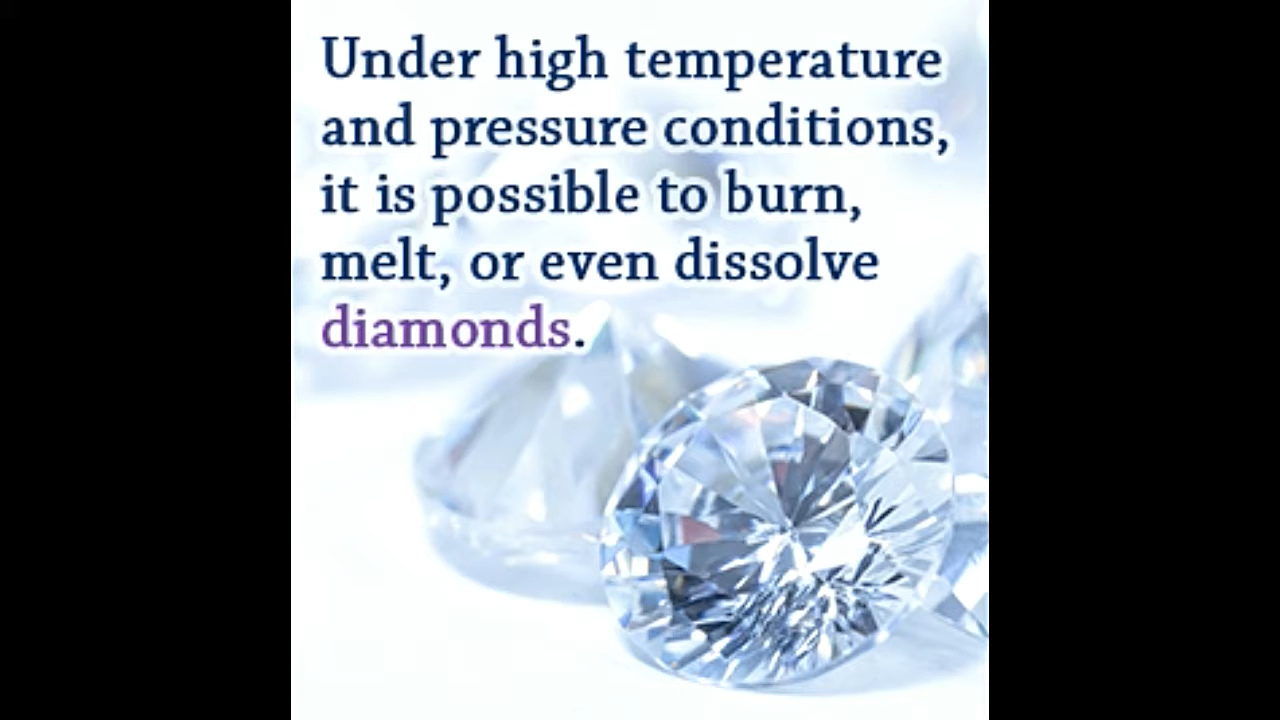 Under high temperature
and pressure conditions,
it is possible to burn,
melt, or even dissolve
diamonds.